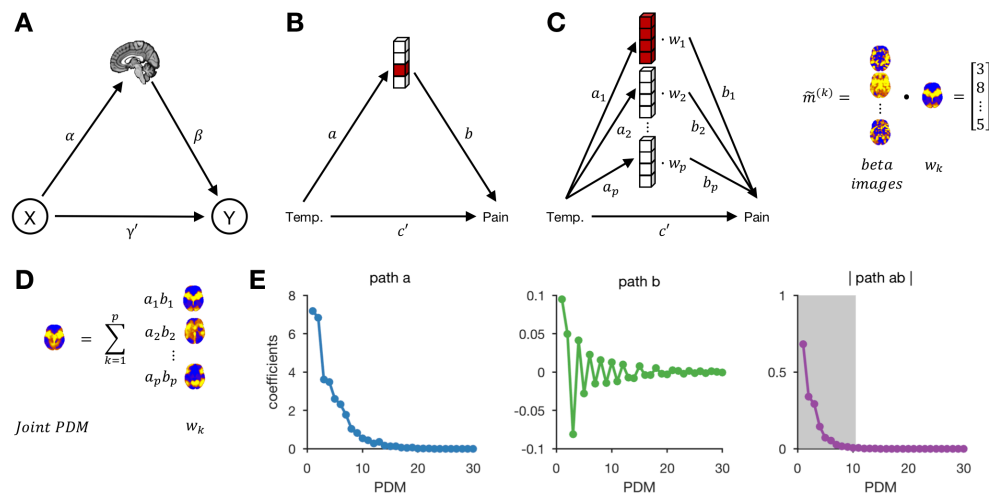 A
α
β
X
Y
γ′
B
a
b
Temp.
Pain
c′
C
· w₁
· w₂
⋮
· wₚ
a₁
a₂
aₚ
b₁
b₂
bₚ
Temp.
Pain
c′
m̃⁽ᵏ⁾ =
⋮
•
= [3 8 ⋮ 5]
beta
images
wₖ
D
Joint PDM
=
p
∑
k=1
a₁b₁
a₂b₂
⋮
aₚbₚ
wₖ
E
path a
coefficients
8
6
4
2
0
0 10 20 30
PDM
path b
0.1
0.05
0
-0.05
-0.1
0 10 20 30
PDM
| path ab |
1
0.5
0
0 10 20 30
PDM